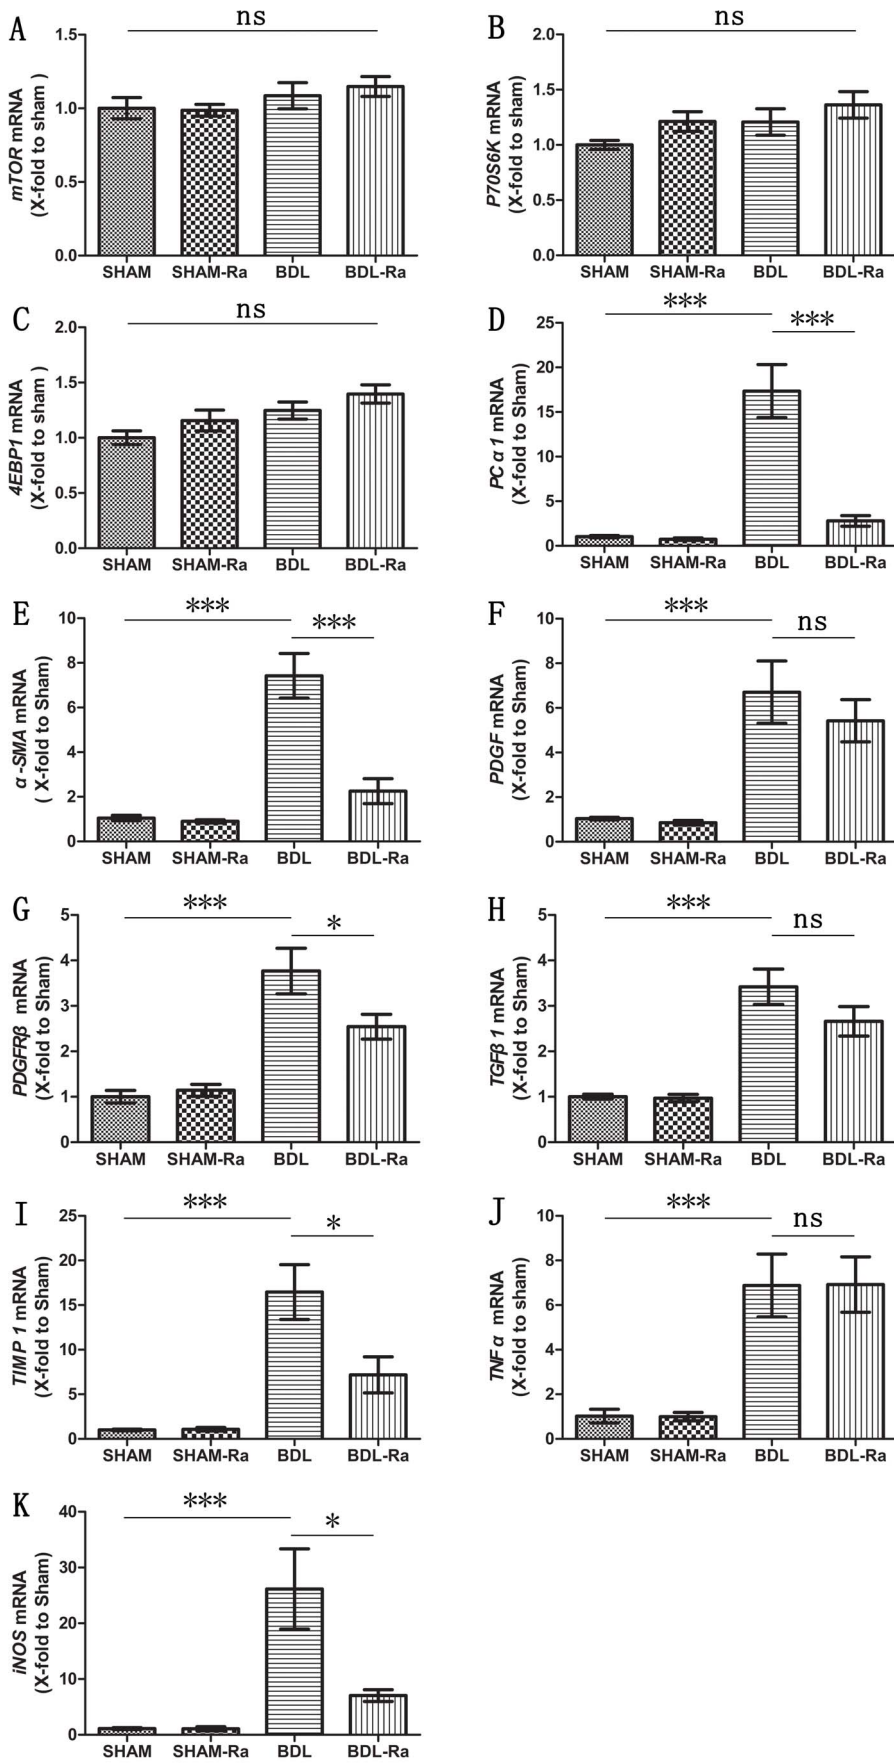 A
ns
mTOR mRNA
(X-fold to sham )
1.5
1.0
0.5
0.0
SHAM SHAM-Ra BDL BDL-Ra
B
ns
P70S6K mRNA
(X-fold to sham)
2.0
1.5
1.0
0.5
0.0
SHAM SHAM-Ra BDL BDL-Ra
C
ns
4EBP1 mRNA
(X-fold to sham )
2.0
1.5
1.0
0.5
0.0
SHAM SHAM-Ra BDL BDL-Ra
D
***
***
PC α 1 mRNA
(X-fold to Sham)
25
20
15
10
5
0
SHAM SHAM-Ra BDL BDL-Ra
E
***
***
α -SMA mRNA
( X-fold to Sham)
10
8
6
4
2
0
SHAM SHAM-Ra BDL BDL-Ra
F
***
ns
PDGF mRNA
(X-fold to Sham)
10
8
6
4
2
0
SHAM SHAM-Ra BDL BDL-Ra
G
***
*
PDGFRβ mRNA
(X-fold to Sham)
5
4
3
2
1
0
SHAM SHAM-Ra BDL BDL-Ra
H
***
ns
TGFβ 1 mRNA
(X-fold to Sham)
5
4
3
2
1
0
SHAM SHAM-Ra BDL BDL-Ra
I
***
*
TIMP 1 mRNA
(X-fold to Sham)
25
20
15
10
5
0
SHAM SHAM-Ra BDL BDL-Ra
J
***
ns
TNF α mRNA
(X-fold to sham)
10
8
6
4
2
0
SHAM SHAM-Ra BDL BDL-Ra
K
***
*
iNOS mRNA
(X-fold to Sham)
40
30
20
10
0
SHAM SHAM-Ra BDL BDL-Ra